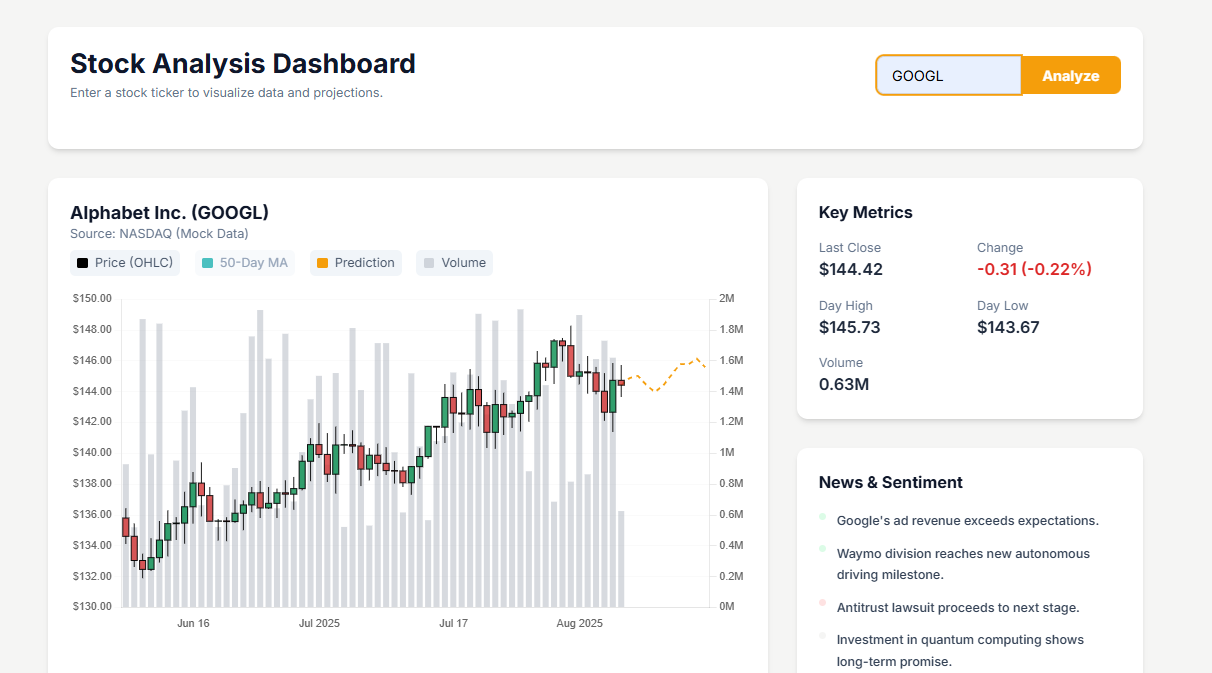 Stock Analysis Dashboard
Enter a stock ticker to visualize data and projections.
GOOGL
Analyze
Alphabet Inc. (GOOGL)
Source: NASDAQ (Mock Data)
Price (OHLC) 50-Day MA Prediction Volume
$150.00
$148.00
$146.00
$144.00
$142.00
$140.00
$138.00
$136.00
$134.00
$132.00
$130.00
2M
1.8M
1.6M
1.4M
1.2M
1M
0.8M
0.6M
0.4M
0.2M
0M
Jun 16 Jul 2025 Jul 17 Aug 2025
Key Metrics
Last Close Change
$144.42 -0.31 (-0.22%)
Day High Day Low
$145.73 $143.67
Volume
0.63M
News & Sentiment
Google's ad revenue exceeds expectations.
Waymo division reaches new autonomous
driving milestone.
Antitrust lawsuit proceeds to next stage.
Investment in quantum computing shows
long-term promise.